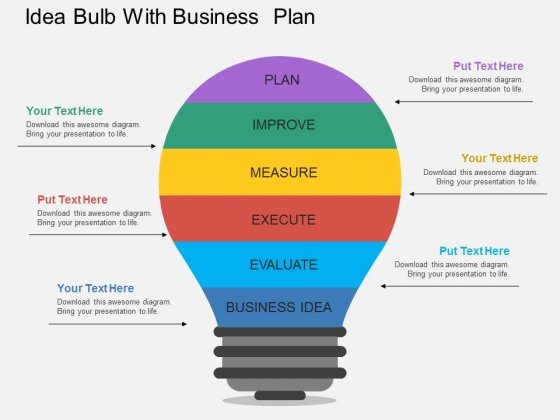 Idea Bulb With Business Plan
PLAN
IMPROVE
MEASURE
EXECUTE
EVALUATE
BUSINESS IDEA
Your Text Here
Download this awesome diagram.
Bring your presentation to life.
Put Text Here
Download this awesome diagram.
Bring your presentation to life.
Your Text Here
Download this awesome diagram.
Bring your presentation to life.
Put Text Here
Download this awesome diagram.
Bring your presentation to life.
Your Text Here
Download this awesome diagram.
Bring your presentation to life.
Put Text Here
Download this awesome diagram.
Bring your presentation to life.